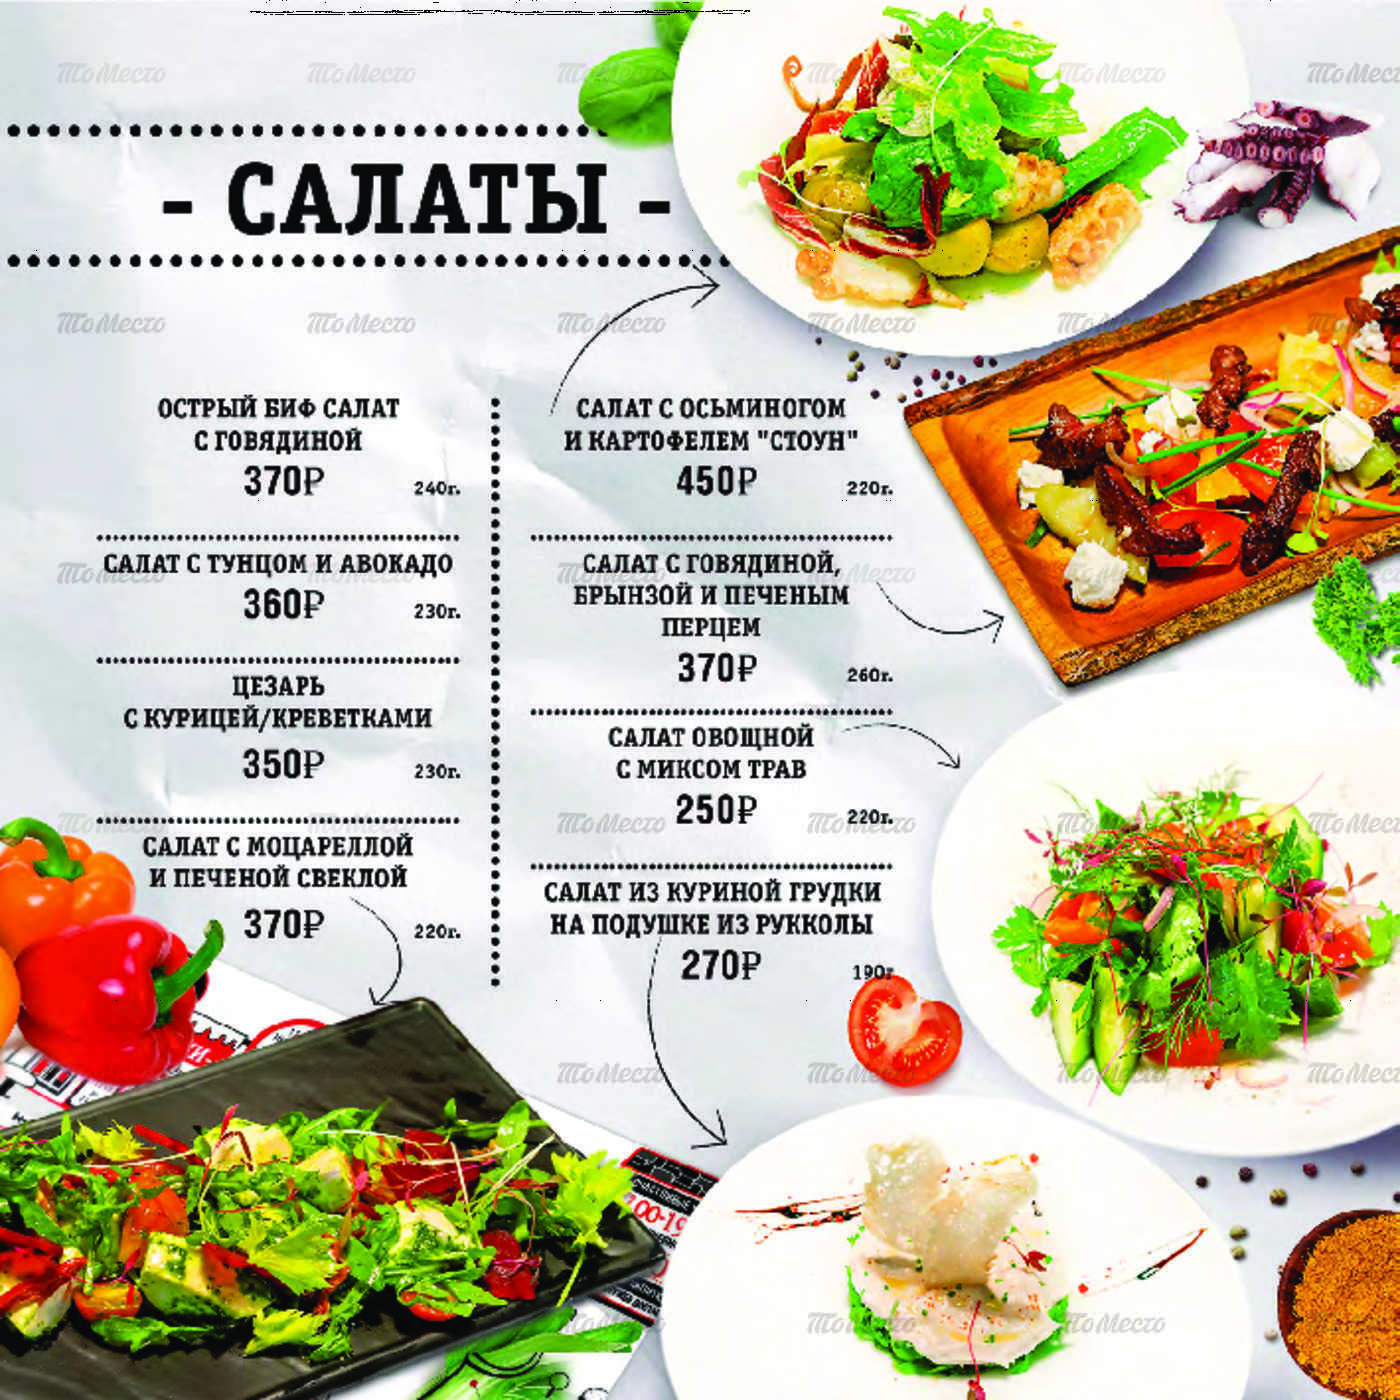 - САЛАТЫ -
ОСТРЫЙ БИФ САЛАТ
С ГОВЯДИНОЙ
370₽ 240г.
САЛАТ С ТУНЦОМ И АВОКАДО
360₽ 230г.
ЦЕЗАРЬ
С КУРИЦЕЙ/КРЕВЕТКАМИ
350₽ 230г.
САЛАТ С МОЦАРЕЛЛОЙ
И ПЕЧЕНОЙ СВЕКЛОЙ
370₽ 220г.
САЛАТ С ОСЬМИНОГОМ
И КАРТОФЕЛЕМ "СТОУН"
450₽ 220г.
САЛАТ С ГОВЯДИНОЙ,
БРЫНЗОЙ И ПЕЧЕНЫМ
ПЕРЦЕМ
370₽ 260г.
САЛАТ ОВОЩНОЙ
С МИКСОМ ТРАВ
250₽ 220г.
САЛАТ ИЗ КУРИНОЙ ГРУДКИ
НА ПОДУШКЕ ИЗ РУККОЛЫ
270₽ 190г
ТоМесто